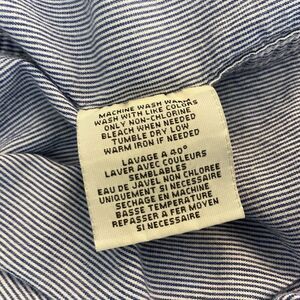 MACHINE WASH WARM
WASH WITH LIKE COLORS
ONLY NON-CHLORINE
BLEACH WHEN NEEDED
TUMBLE DRY LOW
WARM IRON IF NEEDED
LAVAGE A 40°
LAVER AVEC COULEURS
SEMBLABLES
EAU DE JAVEL NON CHLOREE
UNIQUEMENT SI NECESSAIRE
SECHAGE EN MACHINE
BASSE TEMPERATURE
REPASSER A FER MOYEN
SI NECESSAIRE